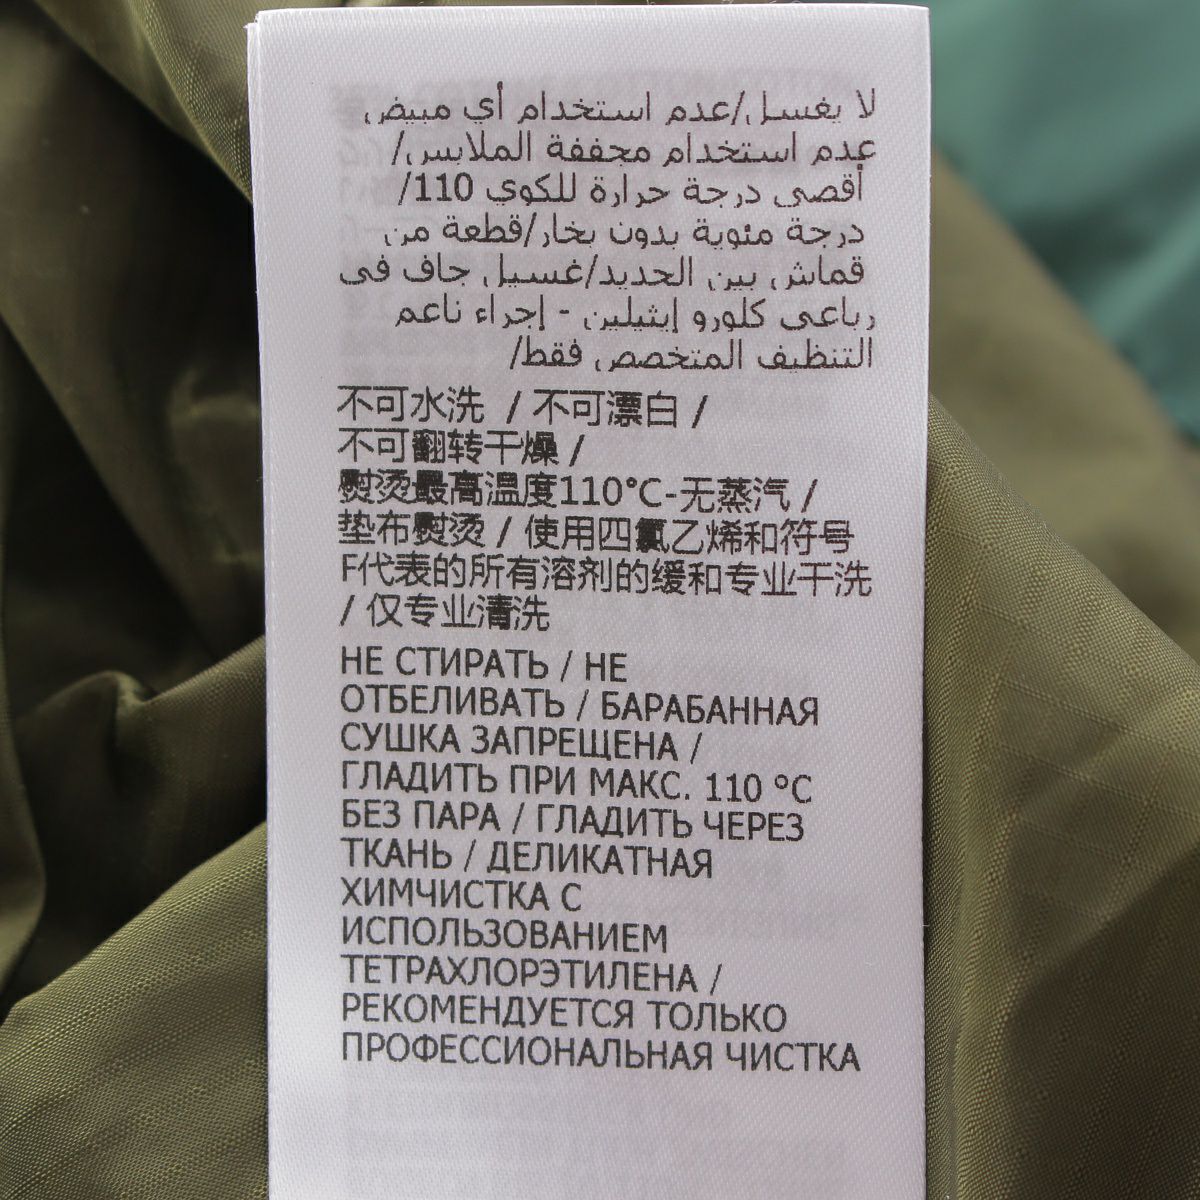 لا يغسل/عدم استخدام أي مبيض
عدم استخدام مجففة الملابس/
أقصى درجة حرارة للكوي 110/
درجة مئوية بدون بخار/قطعة من
قماش بين الحديد/غسيل جاف في
رباعي كلورو إيثيلين - إجراء ناعم
التنظيف المتخصص فقط/
不可水洗 / 不可漂白 /
不可翻转干燥 /
熨烫最高温度110°C-无蒸汽 /
垫布熨烫 / 使用四氯乙烯和符号
F代表的所有溶剂的缓和专业干洗
/ 仅专业清洗
НЕ СТИРАТЬ / НЕ
ОТБЕЛИВАТЬ / БАРАБАННАЯ
СУШКА ЗАПРЕЩЕНА /
ГЛАДИТЬ ПРИ МАКС. 110 °C
БЕЗ ПАРА / ГЛАДИТЬ ЧЕРЕЗ
ТКАНЬ / ДЕЛИКАТНАЯ
ХИМЧИСТКА С
ИСПОЛЬЗОВАНИЕМ
ТЕТРАХЛОРЭТИЛЕНА /
РЕКОМЕНДУЕТСЯ ТОЛЬКО
ПРОФЕССИОНАЛЬНАЯ ЧИСТКА